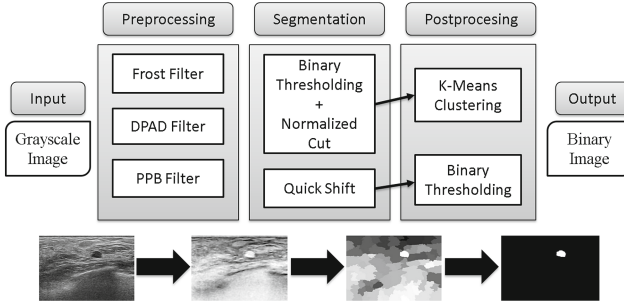 Preprocessing
Segmentation
Postprocesing
Input
Grayscale
Image
Frost Filter
DPAD Filter
PPB Filter
Binary
Thresholding
+
Normalized
Cut
Quick Shift
K-Means
Clustering
Binary
Thresholding
Output
Binary
Image